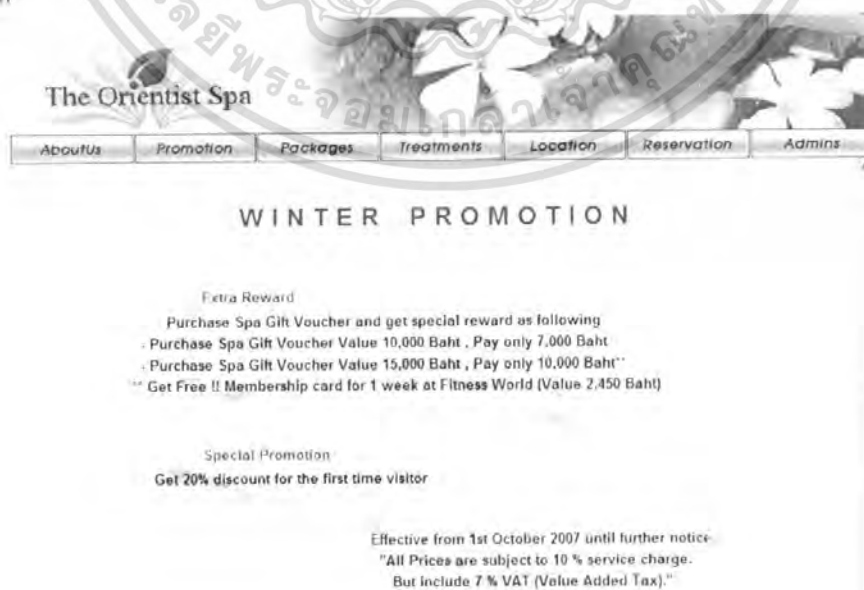 The Orientist Spa
AboutUs Promotion Packages Treatments Location Reservation Admins
WINTER PROMOTION
Extra Reward
Purchase Spa Gift Voucher and get special reward as following
- Purchase Spa Gift Voucher Value 10,000 Baht , Pay only 7,000 Baht
- Purchase Spa Gift Voucher Value 15,000 Baht , Pay only 10,000 Baht**
** Get Free !! Membership card for 1 week at Fitness World (Value 2,450 Baht)
Special Promotion
Get 20% discount for the first time visitor
Effective from 1st October 2007 until further notice
"All Prices are subject to 10 % service charge.
But include 7 % VAT (Value Added Tax)."